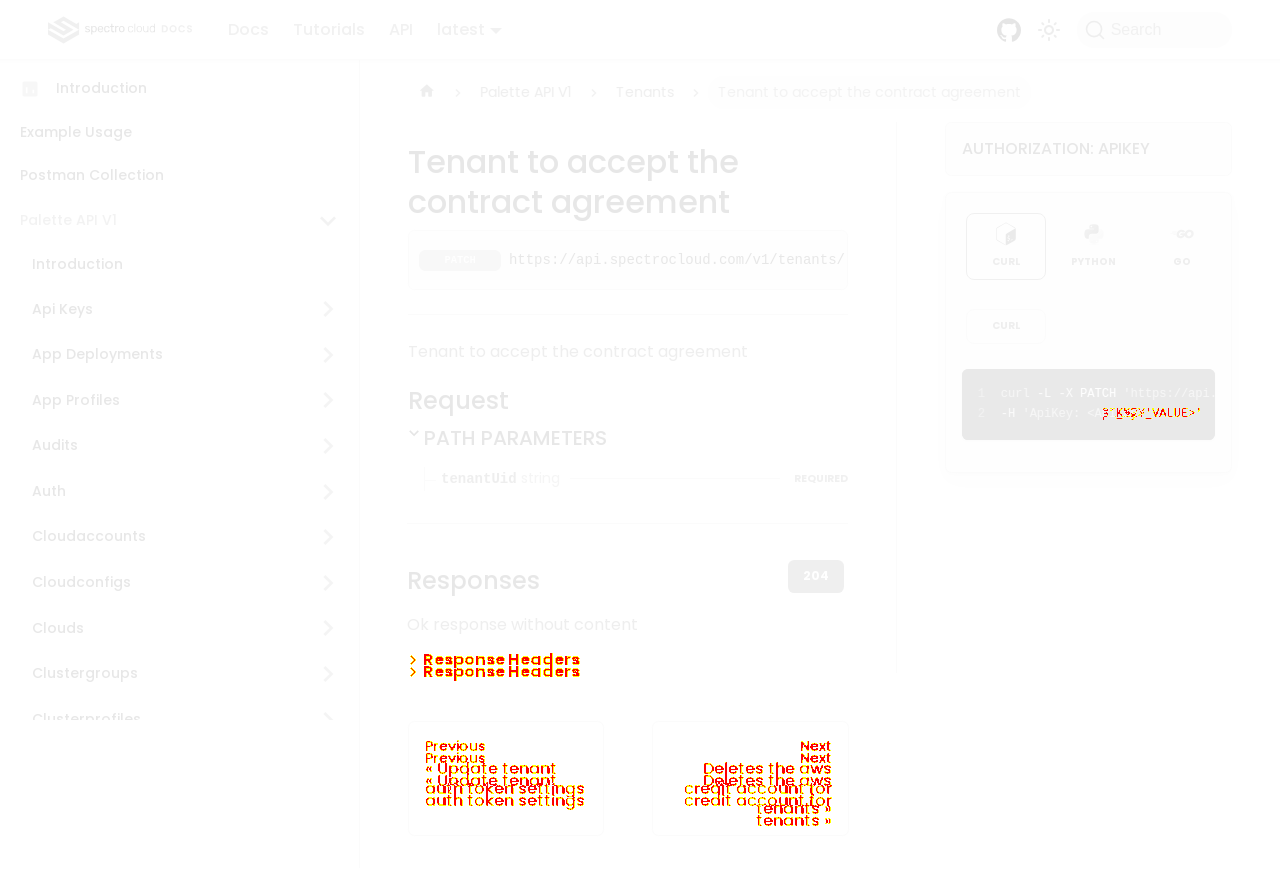 spectro cloud DOCS
Docs
Tutorials
API
latest
Search
Introduction
Example Usage
Postman Collection
Palette API V1
Introduction
Api Keys
App Deployments
App Profiles
Audits
Auth
Cloudaccounts
Cloudconfigs
Clouds
Clustergroups
Clusterprofiles
Palette API V1
Tenants
Tenant to accept the contract agreement
Tenant to accept the
contract agreement
PATCH https://api.spectrocloud.com/v1/tenants/
Tenant to accept the contract agreement
Request
PATH PARAMETERS
tenantUid string REQUIRED
Responses
204
Ok response without content
Response Headers
Response Headers
Previous
Previous
« Update tenant
« Update tenant
auth token settings
auth token settings
Next
Next
Deletes the aws
Deletes the aws
credit account for
credit account for
tenants »
tenants »
AUTHORIZATION: APIKEY
CURL
PYTHON
GO
GO
CURL
1 curl -L -X PATCH 'https://api.
2 -H 'ApiKey: VALUE>'